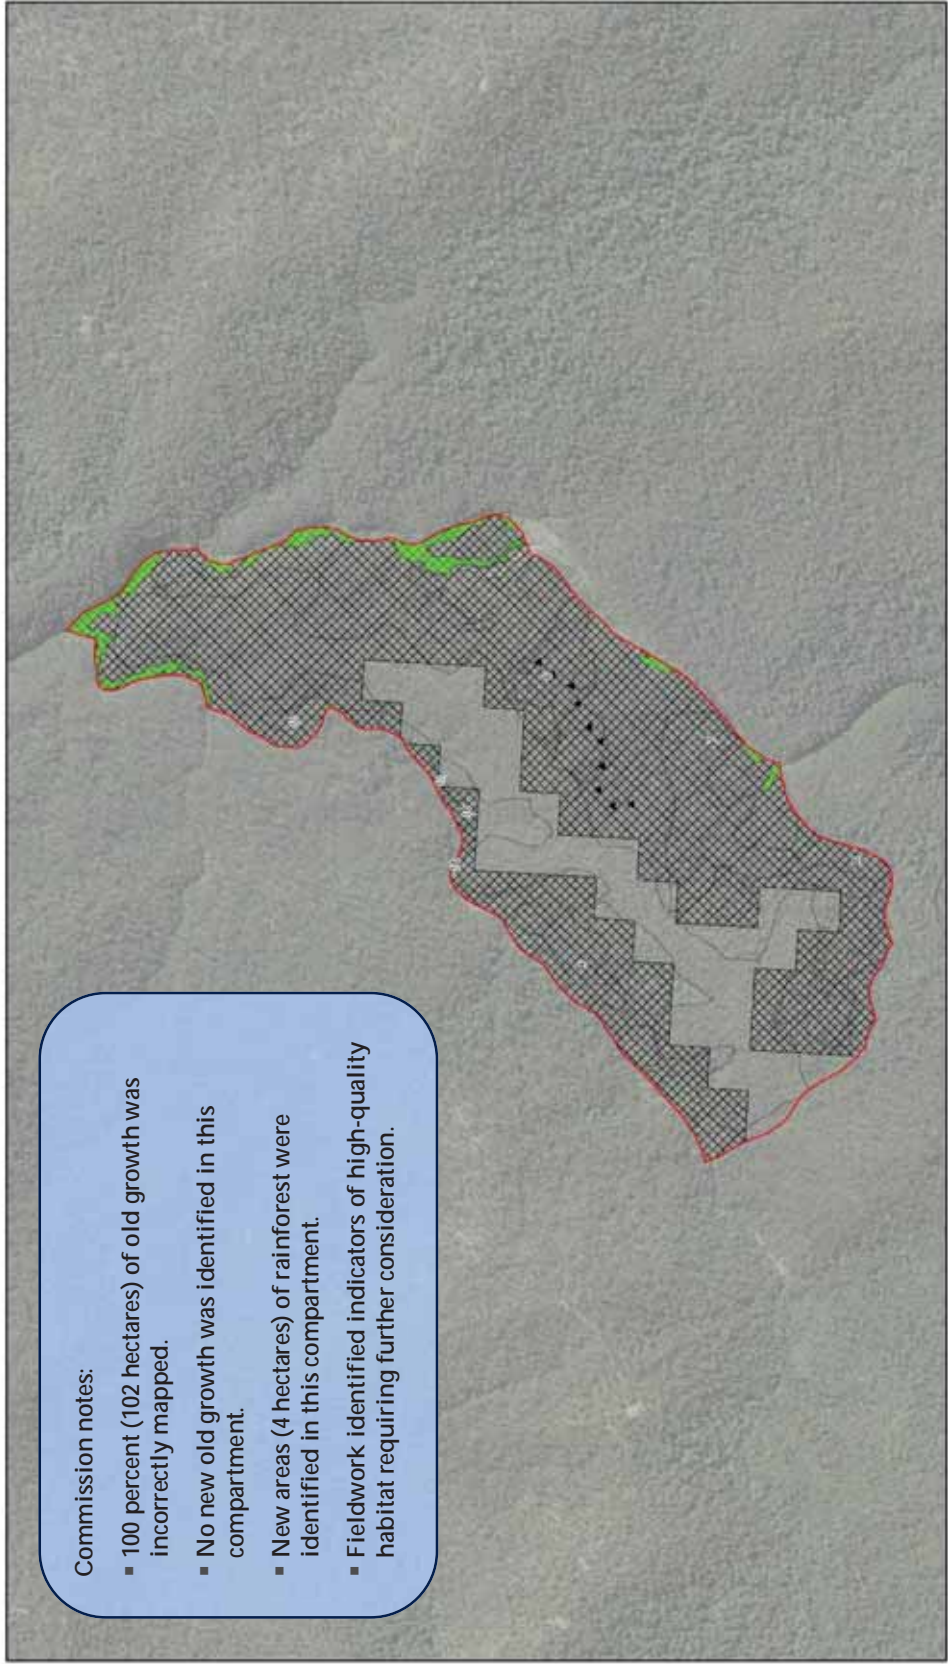 Commission notes:
▪ 100 percent (102 hectares) of old growth was
incorrectly mapped.
▪ No new old growth was identified in this
compartment.
▪ New areas (4 hectares) of rainforest were
identified in this compartment.
▪ Fieldwork identified indicators of high-quality
habitat requiring further consideration.